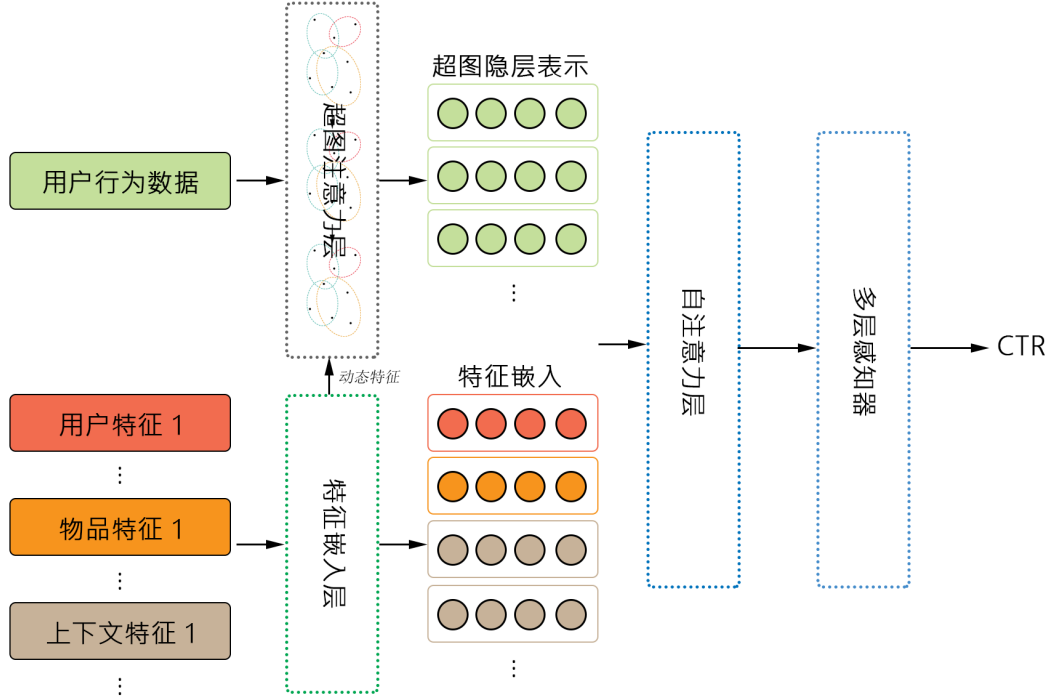 超图隐层表示
用户行为数据
超图注意力层
⋮
自注意力层
多层感知器
CTR
动态特征
特征嵌入
用户特征 1
⋮
特征嵌入层
物品特征 1
⋮
上下文特征 1
⋮
⋮